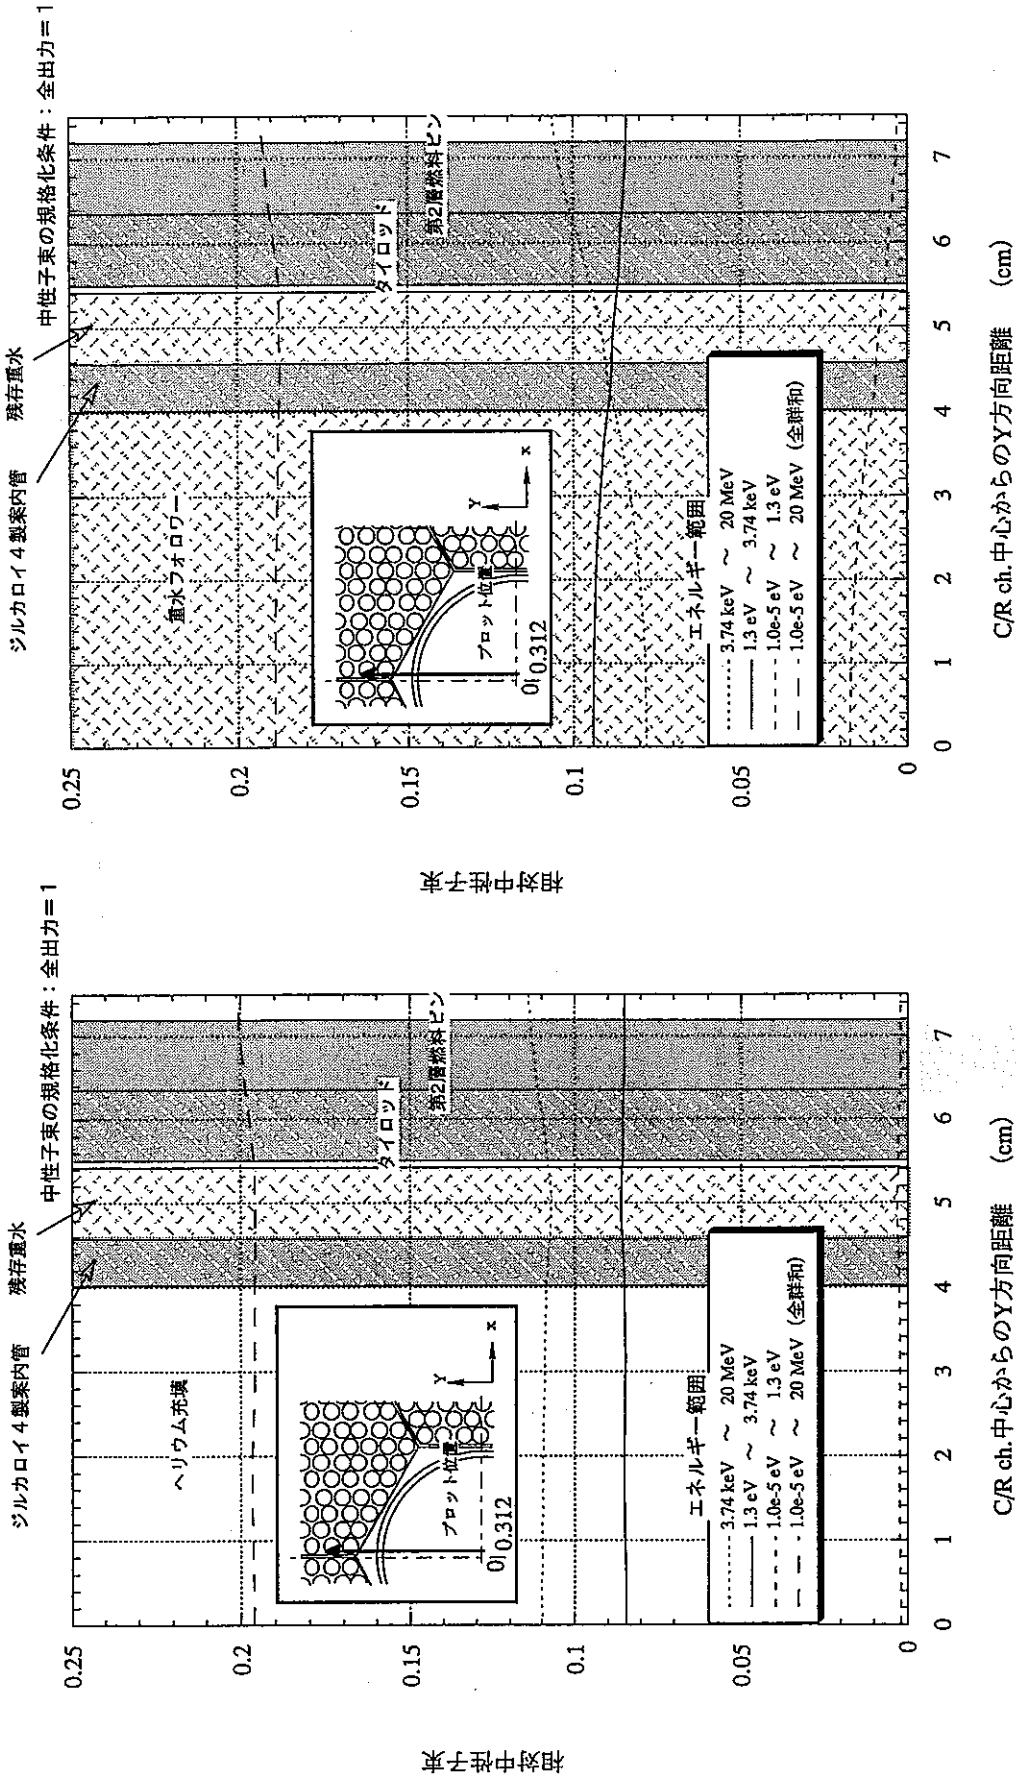 中性子束の規格化条件：全出力＝1
ジルカロイ4製案内管
残存重水
0.25
0.2
0.15
0.1
0.05
0
相対中性子束
ヘリウム充填
タイロッド
第2層燃料ピン
プロット位置
Y
x
0
0.312
エネルギー範囲
3.74 keV ～ 20 MeV
1.3 eV ～ 3.74 keV
1.0e-5 eV ～ 1.3 eV
1.0e-5 eV ～ 20 MeV (全群和)
0 1 2 3 4 5 6 7
C/R ch.中心からのY方向距離 (cm)
中性子束の規格化条件：全出力＝1
ジルカロイ4製案内管
残存重水
0.25
0.2
0.15
0.1
0.05
0
相対中性子束
重水フォロワー
タイロッド
第2層燃料ピン
プロット位置
Y
x
0
0.312
エネルギー範囲
3.74 keV ～ 20 MeV
1.3 eV ～ 3.74 keV
1.0e-5 eV ～ 1.3 eV
1.0e-5 eV ～ 20 MeV (全群和)
0 1 2 3 4 5 6 7
C/R ch.中心からのY方向距離 (cm)